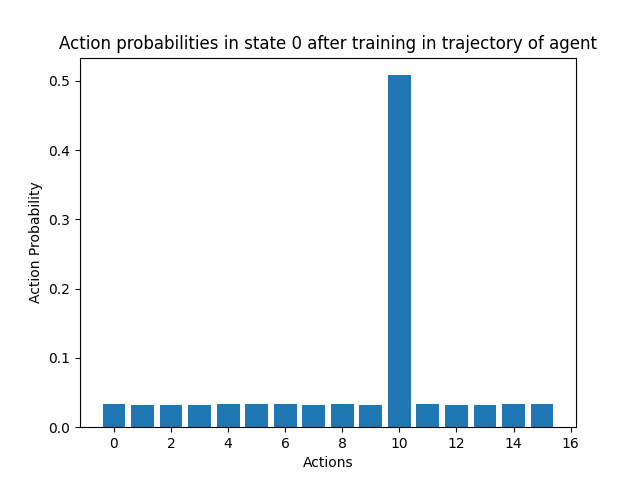 Action probabilities in state 0 after training in trajectory of agent
0.5
0.4
0.3
0.2
0.1
0.0
Action Probability
0 2 4 6 8 10 12 14 16
Actions